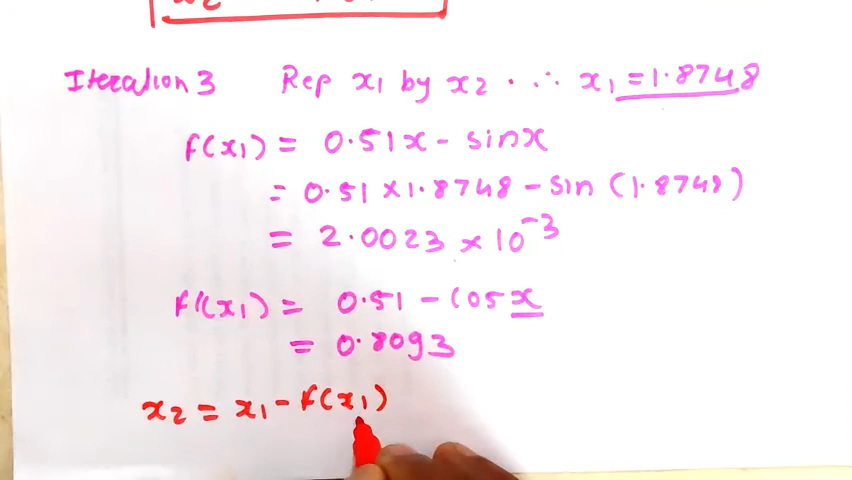 Iteration 3 Rep x1 by x2 . ∴ x1 = 1.8748
f(x1) = 0.51x - sinx
= 0.51 x 1.8748 - sin (1.8748)
= 2.0023 x 10^-3
f'(x1) = 0.51 - cos x
= 0.8093
x2 = x1 - f(x1)